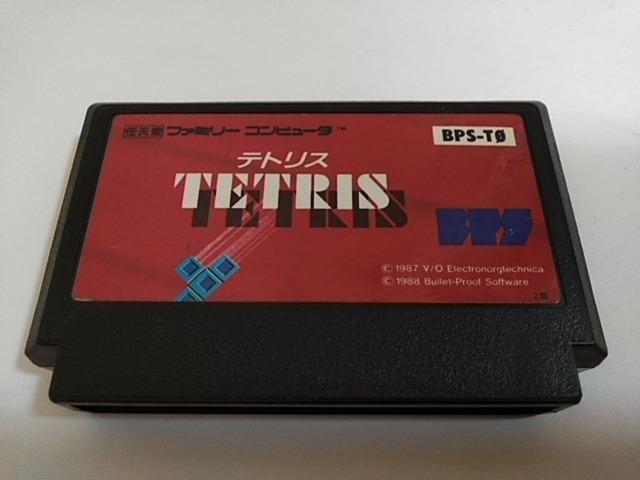 任天堂 ファミリー コンピュータ™
BPS-TØ
テトリス
TETRIS
BPS
© 1987 V/O Electronorgtechnica
© 1988 Bullet-Proof Software